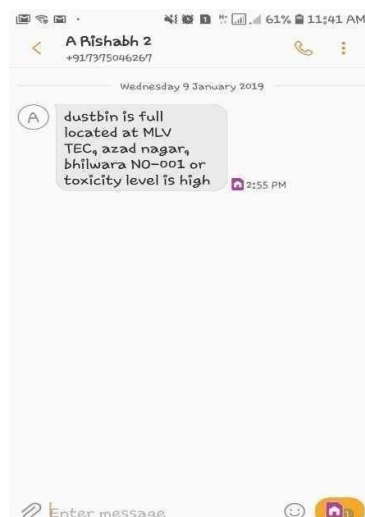 61% 11:41 AM
A Rishabh 2
+917375046267
Wednesday 9 January 2019
A
dustbin is full
located at MLV
TEC, azad nagar,
bhilwara NO-001 or
toxicity level is high
2:55 PM
Enter message